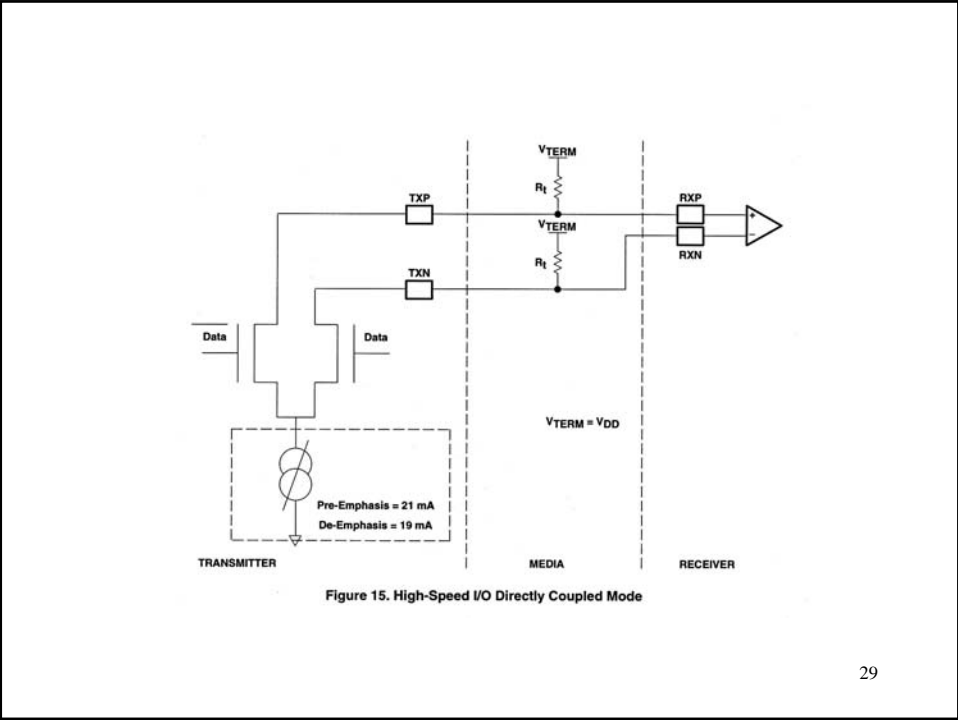 VTERM
Rt
TXP
RXP
VTERM
+
−
RXN
Rt
TXN
Data
Data
VTERM = VDD
Pre-Emphasis = 21 mA
De-Emphasis = 19 mA
TRANSMITTER
MEDIA
RECEIVER
Figure 15. High-Speed I/O Directly Coupled Mode
29